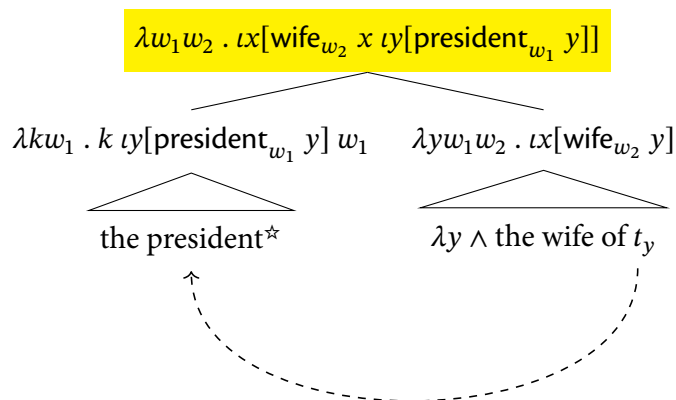 λw₁w₂ . ιx[wife_w₂ x ιy[president_w₁ y]]
λkw₁ . k ιy[president_w₁ y] w₁ λyw₁w₂ . ιx[wife_w₂ y]
the president☆ λy ∧ the wife of t_y